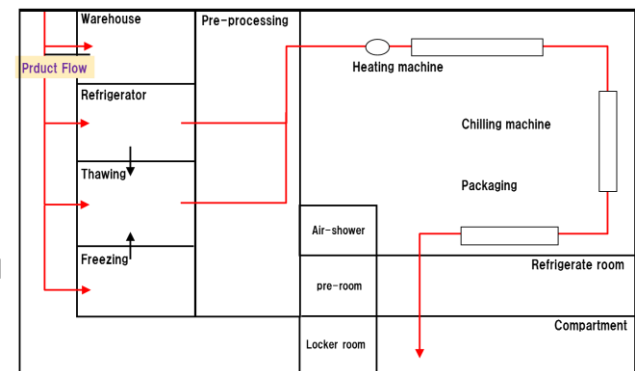 Warehouse
Pre-processing
Prduct Flow
Heating machine
Refrigerator
Chilling machine
Thawing
Packaging
Air-shower
Freezing
Refrigerate room
pre-room
Compartment
Locker room